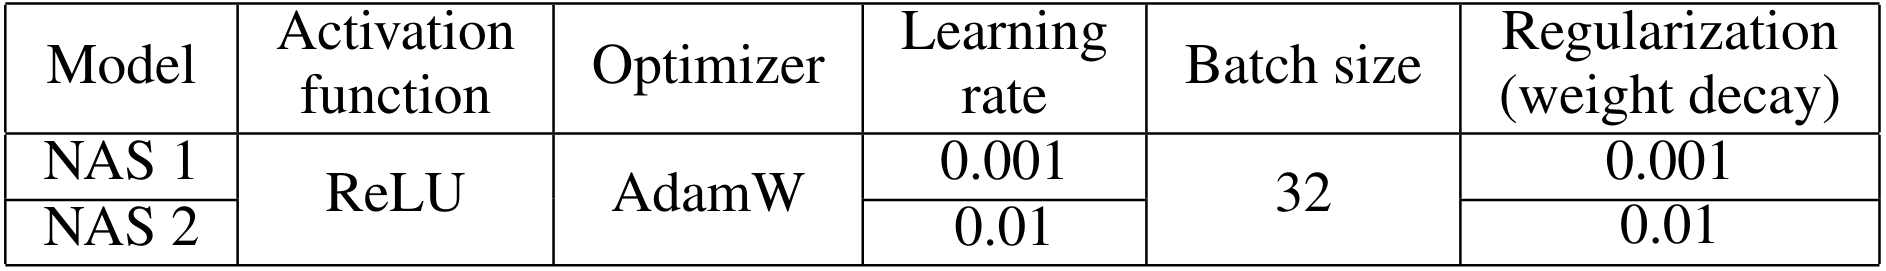 Model
Activation
function
Optimizer
Learning
rate
Batch size
Regularization
(weight decay)
NAS 1
ReLU
AdamW
0.001
32
0.001
NAS 2
0.01
0.01